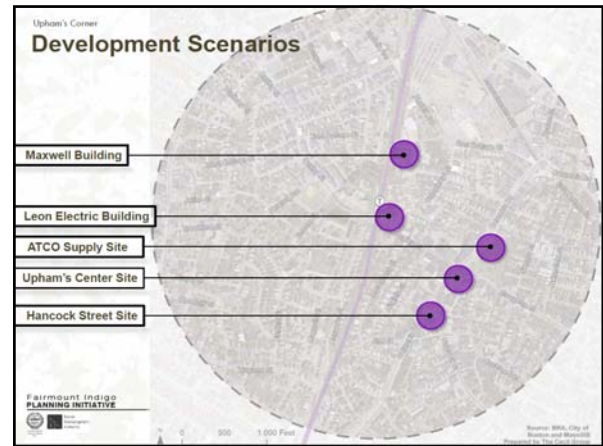 Upham's Corner
Development Scenarios
Maxwell Building
Leon Electric Building
ATCO Supply Site
Upham's Center Site
Hancock Street Site
Fairmount Indigo
PLANNING INITIATIVE
0 500 1,000 Feet
Source: BRA, City of
Boston and MassGIS
Prepared by The Cecil Group